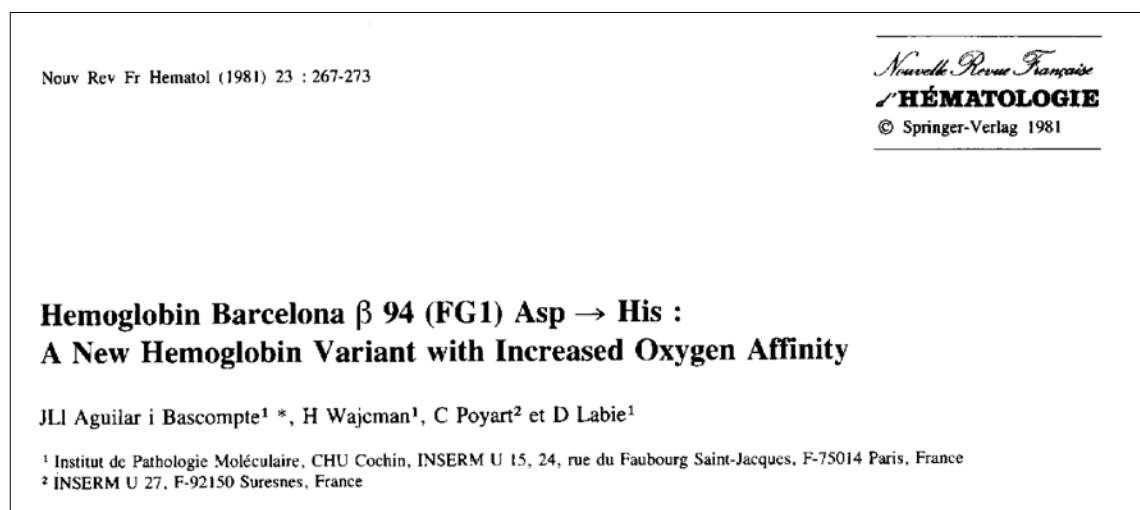 Nouv Rev Fr Hematol (1981) 23 : 267-273
Nouvelle Revue Française
d'HÉMATOLOGIE
© Springer-Verlag 1981
Hemoglobin Barcelona β 94 (FG1) Asp → His :
A New Hemoglobin Variant with Increased Oxygen Affinity
JLl Aguilar i Bascompte¹ *, H Wajcman¹, C Poyart² et D Labie¹
¹ Institut de Pathologie Moléculaire, CHU Cochin, INSERM U 15, 24, rue du Faubourg Saint-Jacques, F-75014 Paris, France
² INSERM U 27, F-92150 Suresnes, France